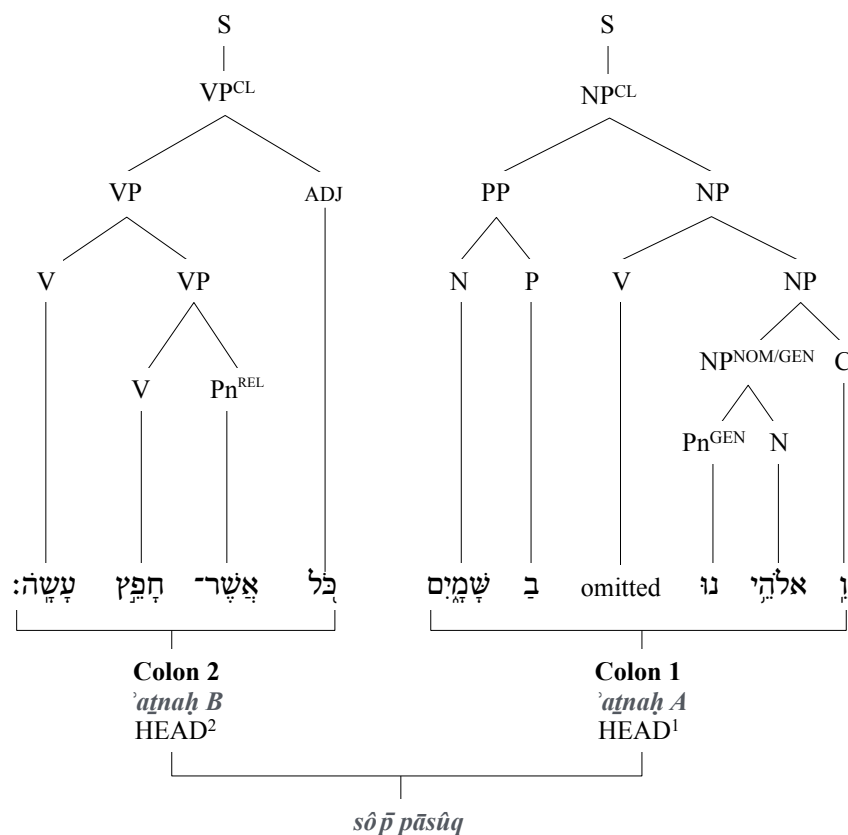 S S
VP^CL NP^CL
VP ADJ PP NP
V VP N P V NP
NP^NOM/GEN C
V Pn^REL
Pn^GEN N
וֵֽ אלֹהֵ֥י נוּ omitted בַ שָּׁמָ֑יִם כֹּ֭ל אֲשֶׁר־ חָפֵ֣ץ עָשָֽׂה׃
Colon 2 Colon 1
ʾaṯnaḥ B ʾaṯnaḥ A
HEAD² HEAD¹
sôp̄ pāsûq